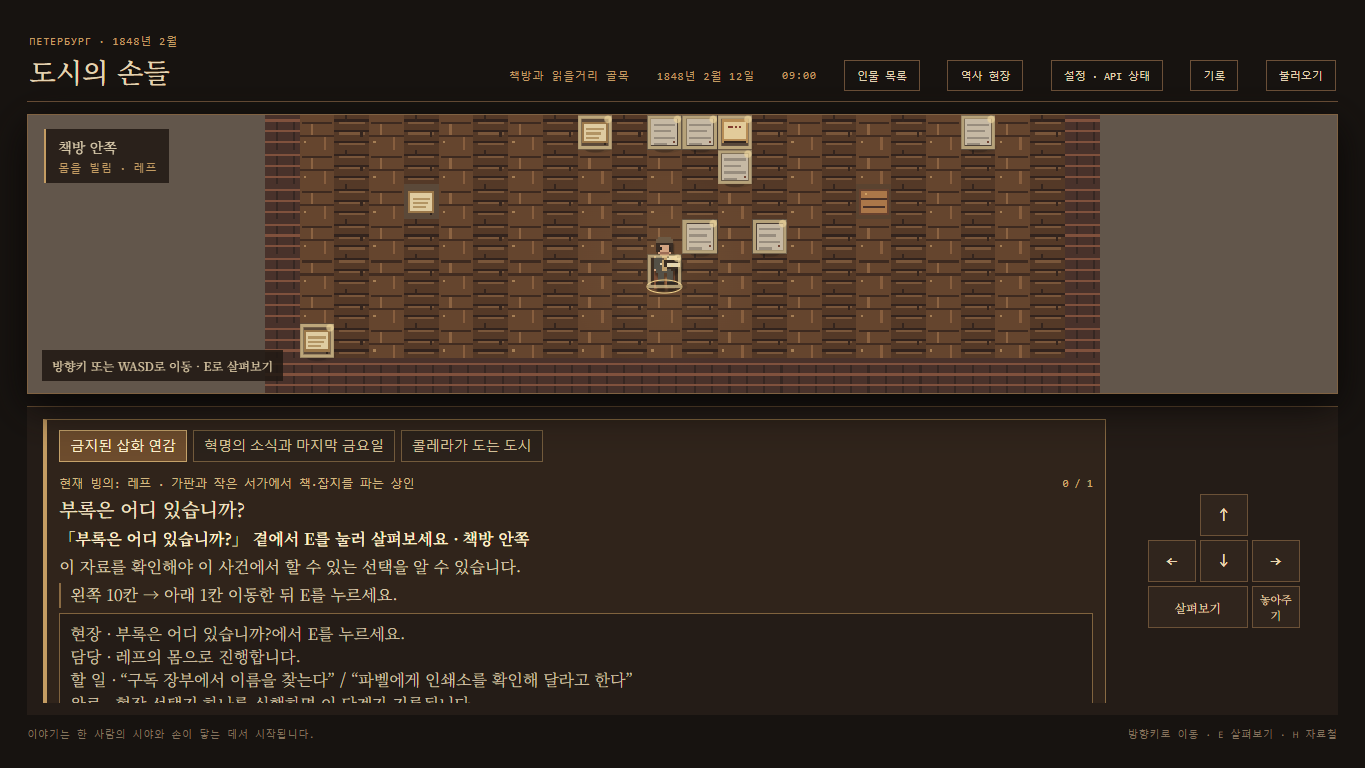 ПЕТЕРБУРГ · 1848년 2월
도시의 손들
책방과 읽을거리 골목 1848년 2월 12일 09:00 인물 목록 역사 현장 설정 · API 상태 기록 불러오기
책방 안쪽
몸을 빌림 · 레프
방향키 또는 WASD로 이동 · E로 살펴보기
금지된 삽화 연감 혁명의 소식과 마지막 금요일 콜레라가 도는 도시
현재 빙의: 레프 · 가판과 작은 서가에서 책·잡지를 파는 상인 0 / 1
부록은 어디 있습니까?
「부록은 어디 있습니까?」 곁에서 E를 눌러 살펴보세요 · 책방 안쪽
이 자료를 확인해야 이 사건에서 할 수 있는 선택을 알 수 있습니다.
왼쪽 10칸 → 아래 1칸 이동한 뒤 E를 누르세요.
현장 · 부록은 어디 있습니까?에서 E를 누르세요.
담당 · 레프의 몸으로 진행합니다.
할 일 · “구독 장부에서 이름을 찾는다” / “파벨에게 인쇄소를 확인해 달라고 한다”
↑
← ↓ →
살펴보기 놓아주기
이야기는 한 사람의 시야와 손이 닿는 데서 시작됩니다. 방향키로 이동 · E 살펴보기 · H 자료철